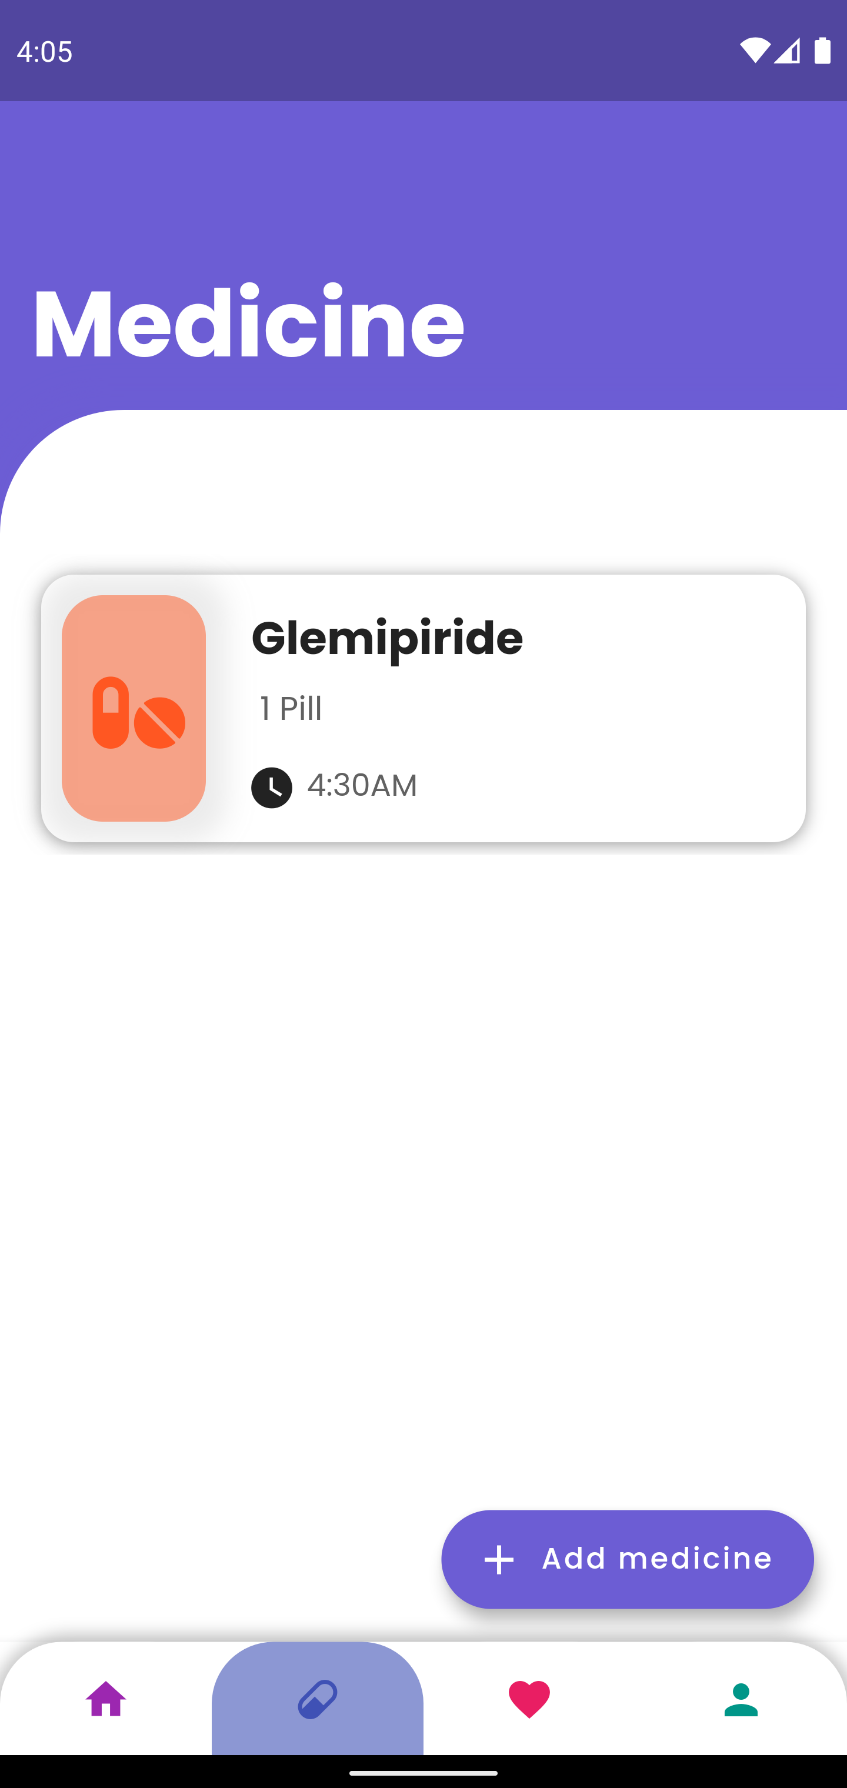 4:05
Medicine
Glemipiride
1 Pill
4:30AM
Add medicine